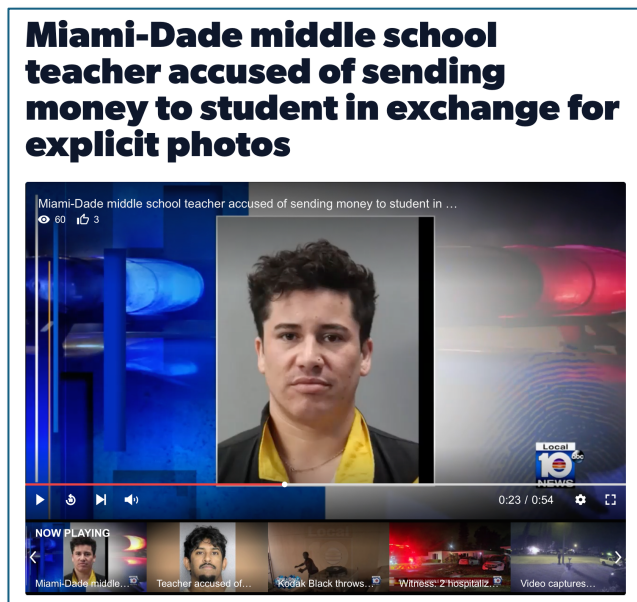 Miami-Dade middle school
teacher accused of sending
money to student in exchange for
explicit photos
Miami-Dade middle school teacher accused of sending money to student in …
60 3
Local
10 abc
NEWS
0:23 / 0:54
NOW PLAYING
Miami-Dade middle…
Teacher accused of…
Kodak Black throws…
Witness: 2 hospitaliz…
Video captures…